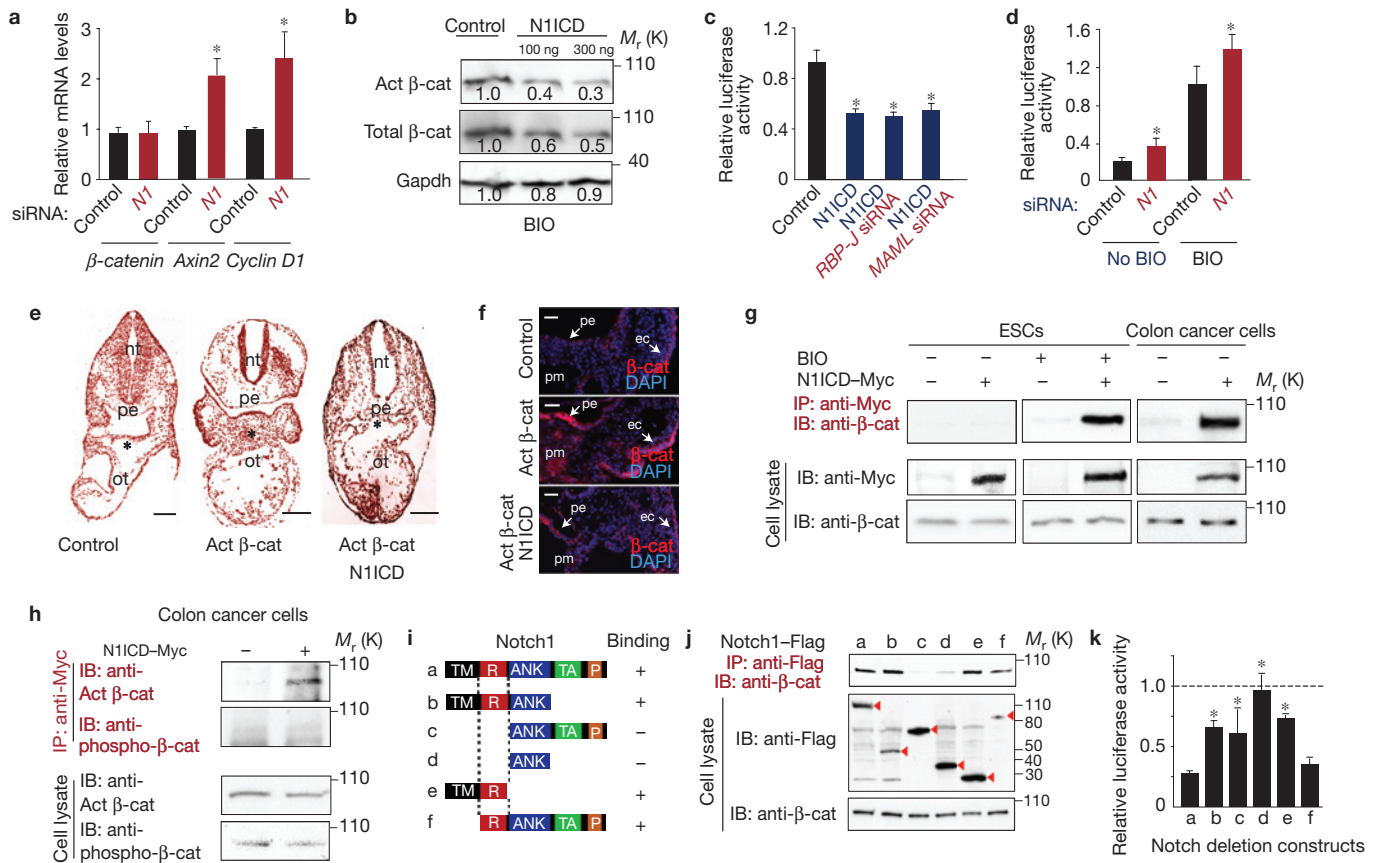 a
Relative mRNA levels
3
2
1
0
*
*
siRNA:
Control
N1
Control
N1
Control
N1
β-catenin
Axin2
Cyclin D1
b
Control
N1ICD
100 ng
300 ng
Mr (K)
Act β-cat
1.0
0.4
0.3
110
Total β-cat
1.0
0.6
0.5
110
Gapdh
1.0
0.8
0.9
40
BIO
c
Relative luciferase activity
1.2
0.8
0.4
0
*
*
*
Control
N1ICD
N1ICD
RBP-J siRNA
N1ICD
MAML siRNA
d
Relative luciferase activity
1.6
1.2
0.8
0.4
0
*
*
siRNA:
Control
N1
Control
N1
No BIO
BIO
e
nt
pe
*
ot
Control
nt
pe
*
ot
Act β-cat
nt
pe
*
ot
Act β-cat
N1ICD
f
Control
pe
ec
pm
β-cat
DAPI
Act β-cat
pe
ec
pm
β-cat
DAPI
Act β-cat
N1ICD
pe
ec
pm
β-cat
DAPI
g
ESCs
Colon cancer cells
BIO
– – + + – –
N1ICD–Myc
– + – + – +
Mr (K)
IP: anti-Myc
IB: anti-β-cat
110
Cell lysate
IB: anti-Myc
110
IB: anti-β-cat
110
h
Colon cancer cells
N1ICD–Myc
– +
Mr (K)
IP: anti-Myc
IB: anti-
Act β-cat
110
IB: anti-
phospho-β-cat
110
Cell lysate
IB: anti-
Act β-cat
110
IB: anti-
phospho-β-cat
110
i
Notch1
Binding
a TM R ANK TA P +
b TM R ANK +
c ANK TA P –
d ANK –
e TM R +
f R ANK TA P +
j
Notch1–Flag
a b c d e f
Mr (K)
IP: anti-Flag
IB: anti-β-cat
110
Cell lysate
IB: anti-Flag
110
80
50
40
30
IB: anti-β-cat
110
k
Relative luciferase activity
1.0
0.5
0
*
*
*
*
a b c d e f
Notch deletion constructs